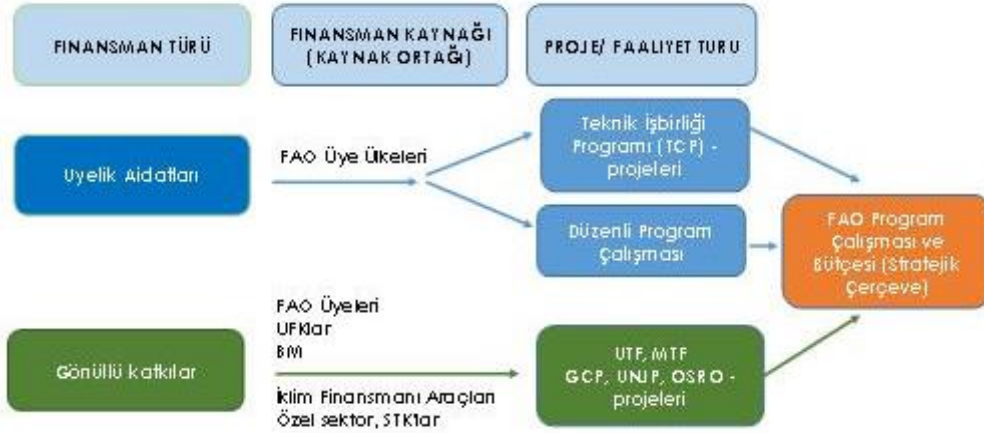 FINANSMAN TÜRÜ
FINANSMAN KAYNAĞI
(KAYNAK ORTAĞI)
PROJE/ FAALIYET TURU
Uyelik Aidatları
FAO Üye Ülkeleri
Teknik İşbirliği
Programı (TCP) -
projeleri
Düzenli Program
Çalışması
FAO Program
Çalışması ve
Bütçesi (Stratejik
Çerçeve)
Gönüllü katkılar
FAO Üyeleri
UFKlar
BM
İklim Finansmanı Araçları
Özel sektor, STK'lar
UTF, MTF
GCP, UNJP, OSRO -
projeleri